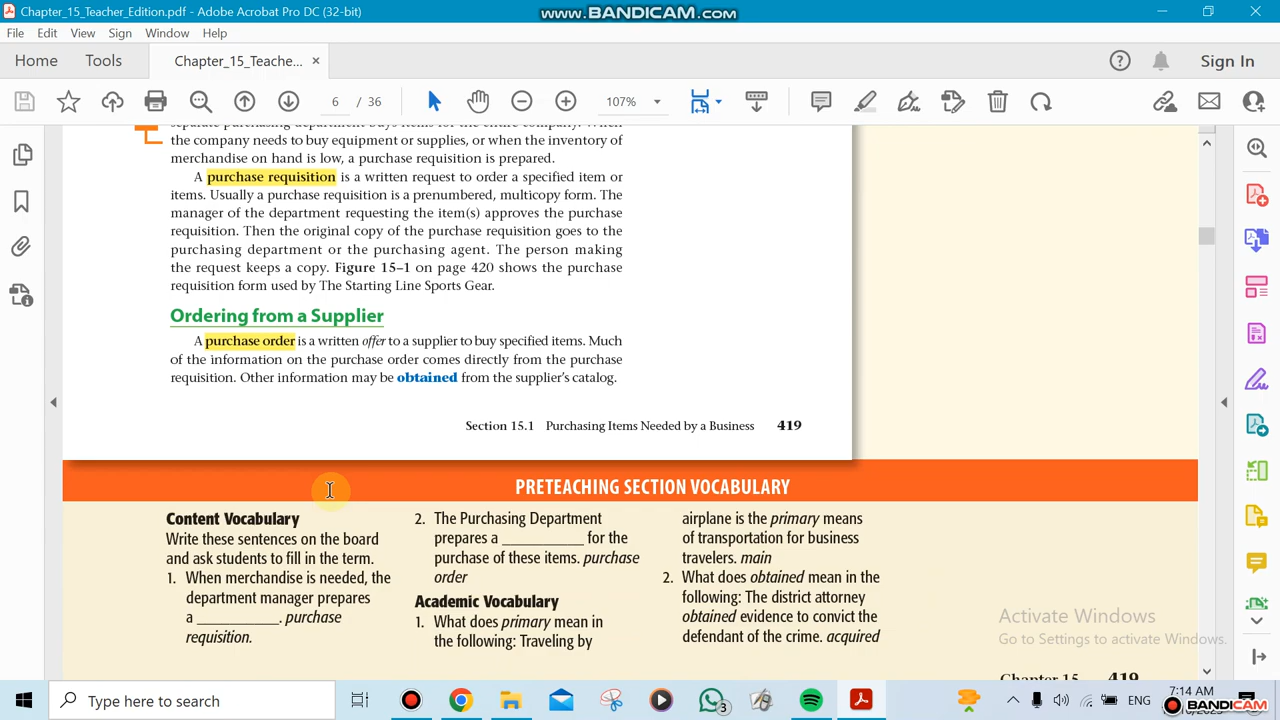 Chapter_15_Teacher_Edition.pdf - Adobe Acrobat Pro DC (32-bit)
www.BANDICAM.com
File Edit View Sign Window Help
Home Tools Chapter_15_Teache... × Sign In
6 / 36 107%
separate purchasing department buys items for the entire company. When
the company needs to buy equipment or supplies, or when the inventory of
merchandise on hand is low, a purchase requisition is prepared.
A purchase requisition is a written request to order a specified item or
items. Usually a purchase requisition is a prenumbered, multicopy form. The
manager of the department requesting the item(s) approves the purchase
requisition. Then the original copy of the purchase requisition goes to the
purchasing department or the purchasing agent. The person making
the request keeps a copy. Figure 15–1 on page 420 shows the purchase
requisition form used by The Starting Line Sports Gear.
Ordering from a Supplier
A purchase order is a written offer to a supplier to buy specified items. Much
of the information on the purchase order comes directly from the purchase
requisition. Other information may be obtained from the supplier's catalog.
Section 15.1 Purchasing Items Needed by a Business 419
PRETEACHING SECTION VOCABULARY
Content Vocabulary
Write these sentences on the board
and ask students to fill in the term.
1. When merchandise is needed, the
department manager prepares
a __________. purchase
requisition.
2. The Purchasing Department
prepares a __________ for the
purchase of these items. purchase
order
Academic Vocabulary
1. What does primary mean in
the following: Traveling by
airplane is the primary means
of transportation for business
travelers. main
2. What does obtained mean in the
following: The district attorney
obtained evidence to convict the
defendant of the crime. acquired
Activate Windows
Go to Settings to activate Windows.
Chapter 15 419
Type here to search
3
ENG
7:14 AM
BANDICAM